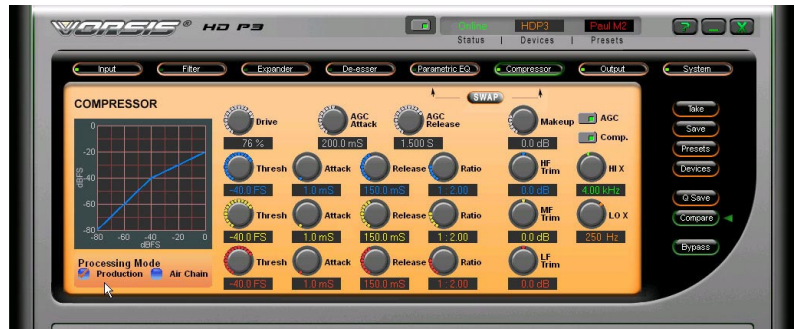 VORSIS® HD P3
Online HDP3 Paul M2 ? _ X
Status | Devices | Presets
Input Filter Expander De-esser Parametric EQ Compressor Output System
SWAP
COMPRESSOR
Drive AGC Attack AGC Release Makeup AGC
Comp.
76 % 200.0 mS 1.500 S 0.0 dB
Thresh Attack Release Ratio HF Trim HI X
-40.0 FS 1.0 mS 150.0 mS 1 : 2.00 0.0 dB 4.00 kHz
Thresh Attack Release Ratio MF Trim LO X
-40.0 FS 1.0 mS 150.0 mS 1 : 2.00 0.0 dB 250 Hz
Thresh Attack Release Ratio LF Trim
-40.0 FS 1.0 mS 150.0 mS 1 : 2.00 0.0 dB
0
-20
-40
-60
-80
dBFS
-80 -60 -40 -20 0
dBFS
Processing Mode
Production Air Chain
Take
Save
Presets
Devices
Q Save
Compare
Bypass